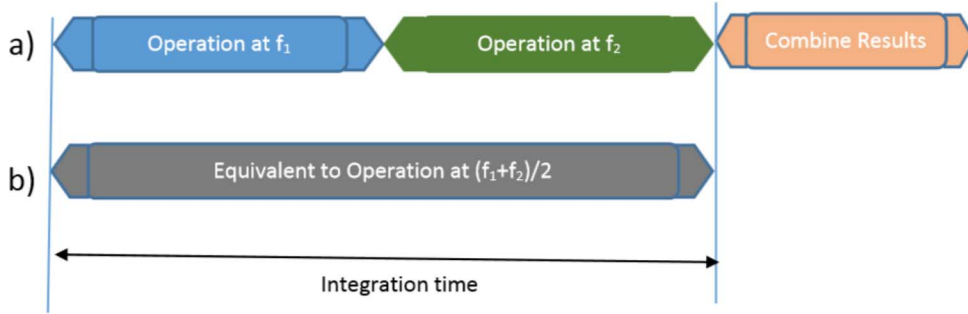 a) Operation at f₁ Operation at f₂ Combine Results
b) Equivalent to Operation at (f₁+f₂)/2
Integration time